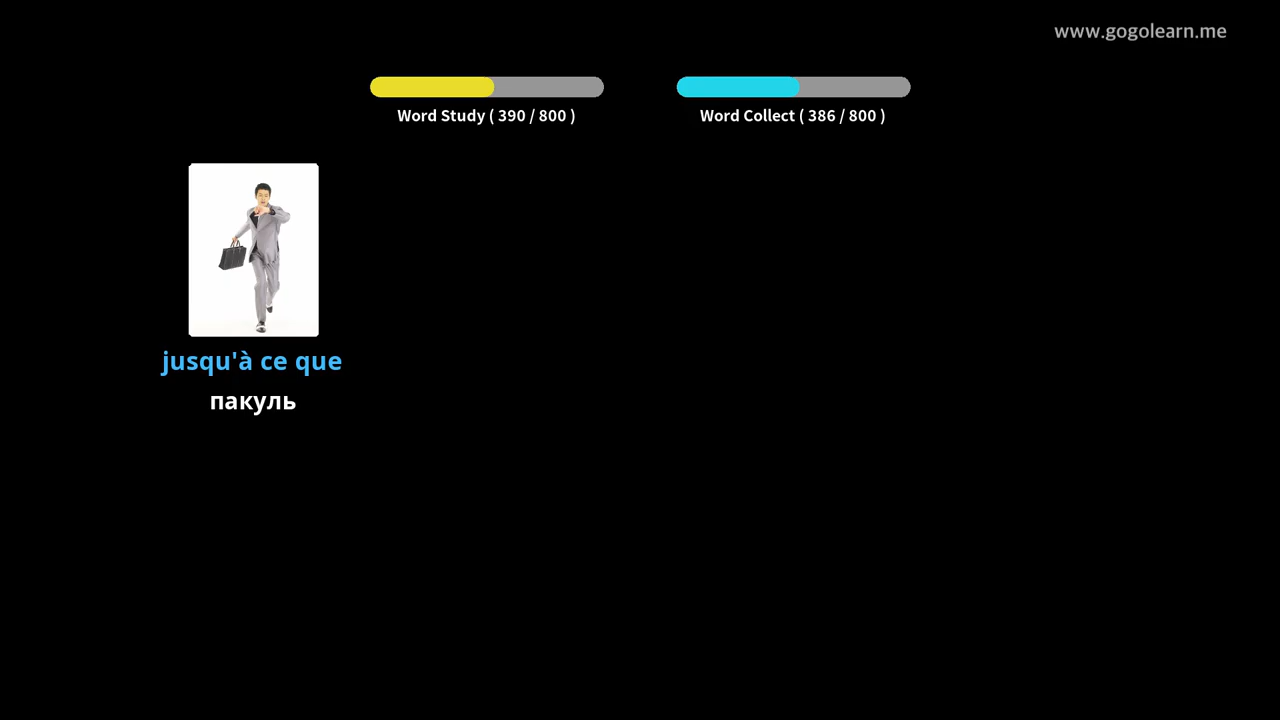 www.gogolearn.me
Word Study ( 390 / 800 )
Word Collect ( 386 / 800 )
jusqu'à ce que
пакуль